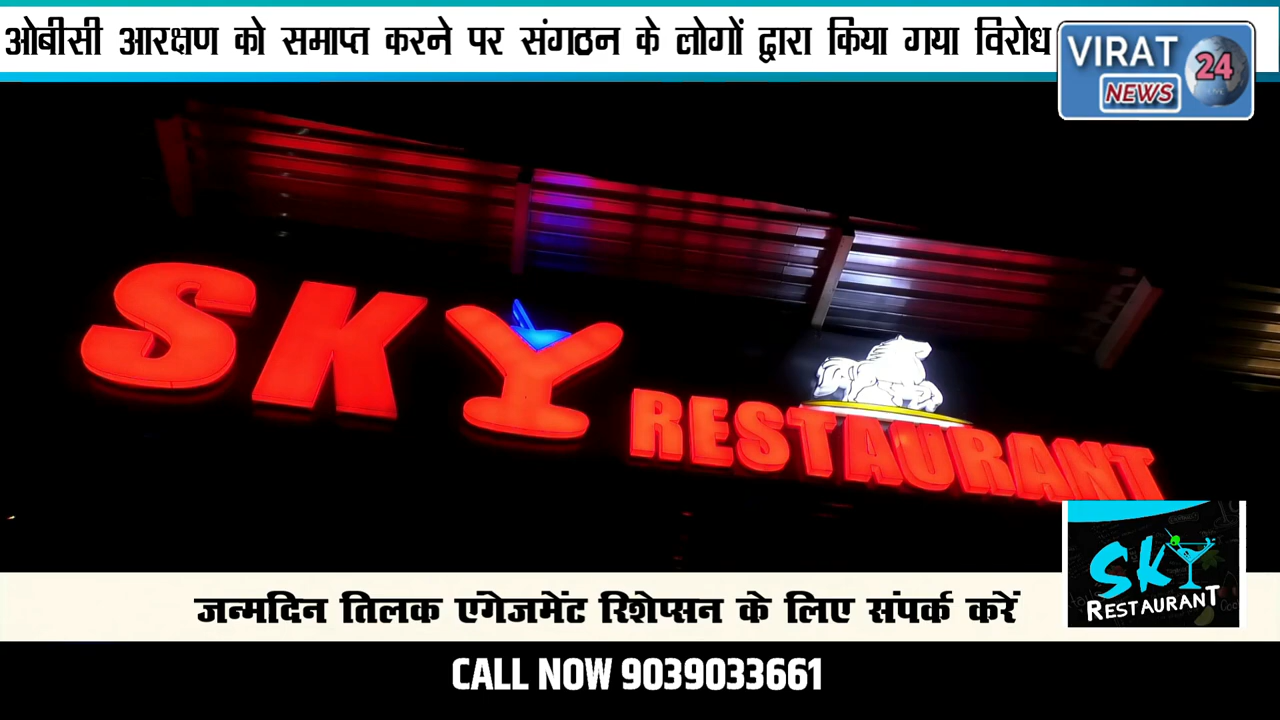 ओबीसी आरक्षण को समाप्त करने पर संगठन के लोगों द्वारा किया गया विरोध
VIRAT 24
NEWS
SKY RESTAURANT
SKY
RESTAURANT
जन्मदिन तिलक एंगेजमेंट रिशेप्सन के लिए संपर्क करें
CALL NOW 9039033661